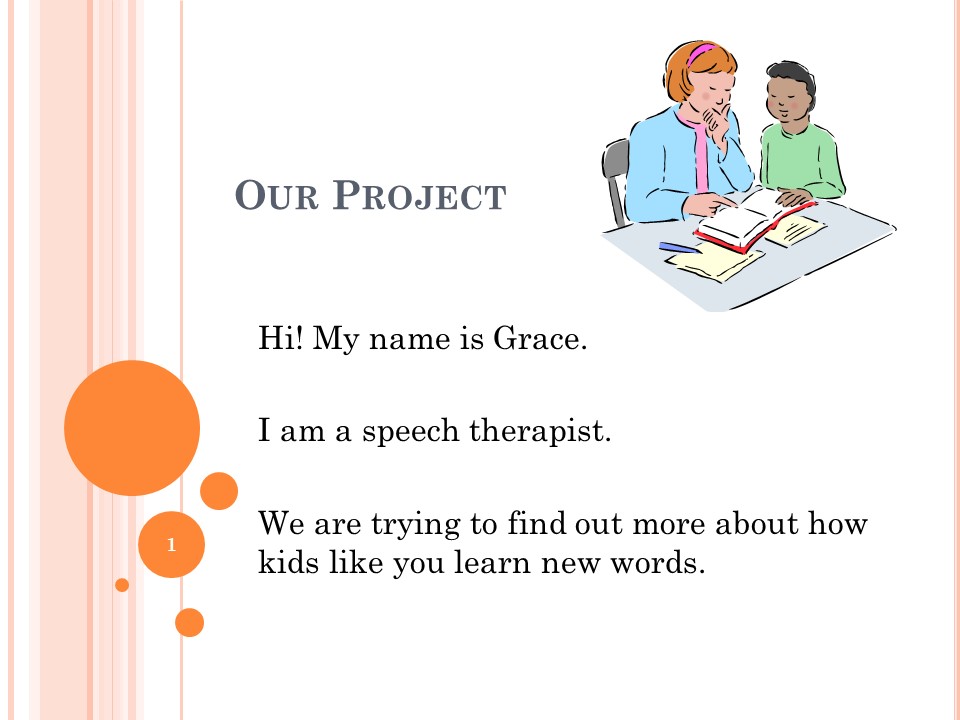 OUR PROJECT
Hi! My name is Grace.
I am a speech therapist.
We are trying to find out more about how
kids like you learn new words.
1